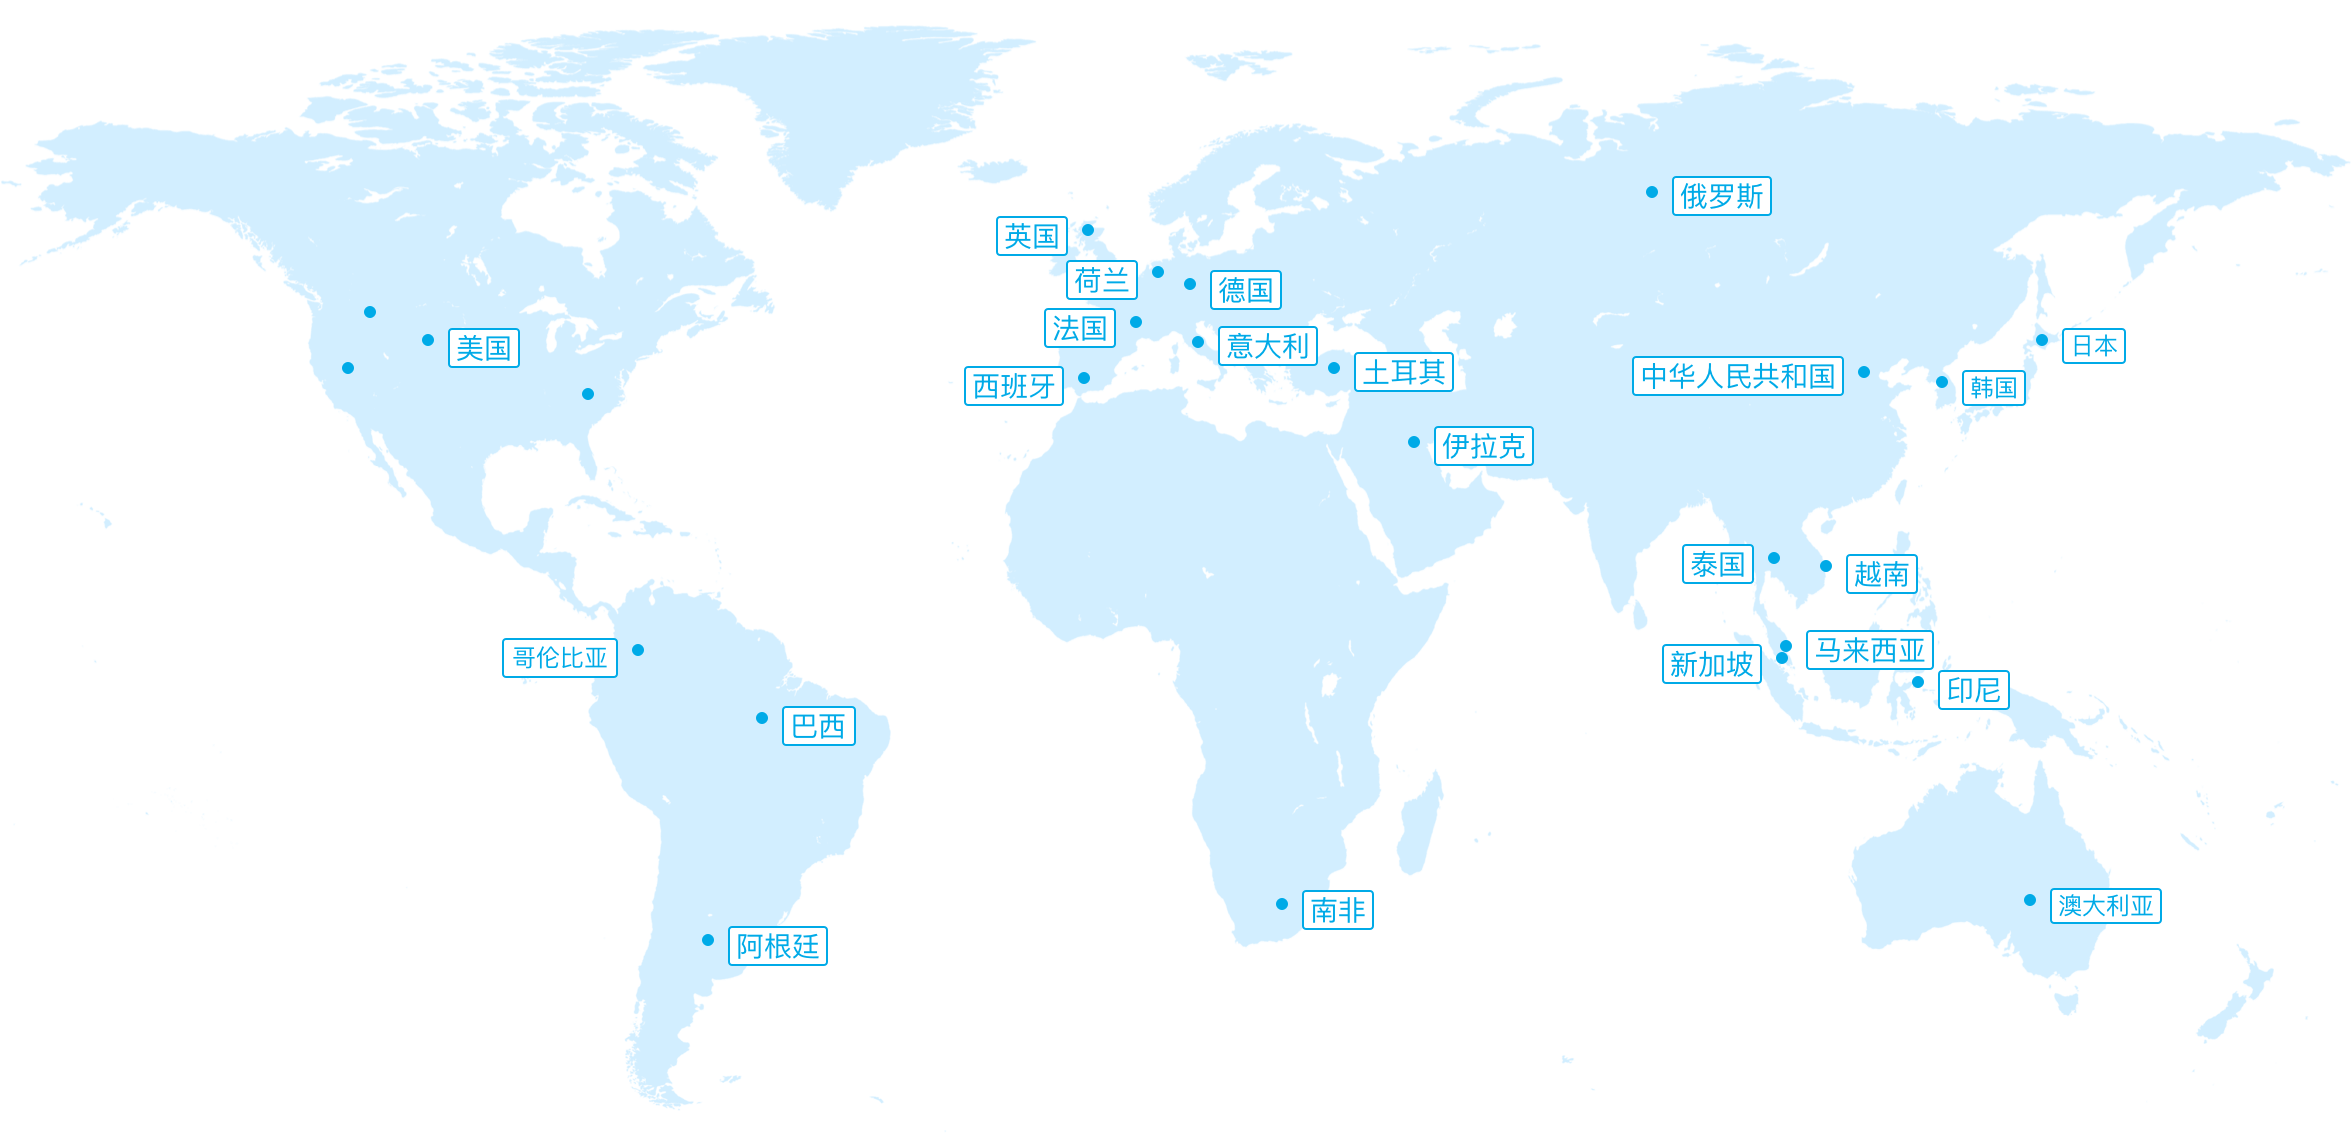 俄罗斯
英国
荷兰
德国
法国
意大利
美国
日本
土耳其
中华人民共和国
西班牙
韩国
伊拉克
泰国
越南
哥伦比亚
马来西亚
新加坡
印尼
巴西
南非
澳大利亚
阿根廷